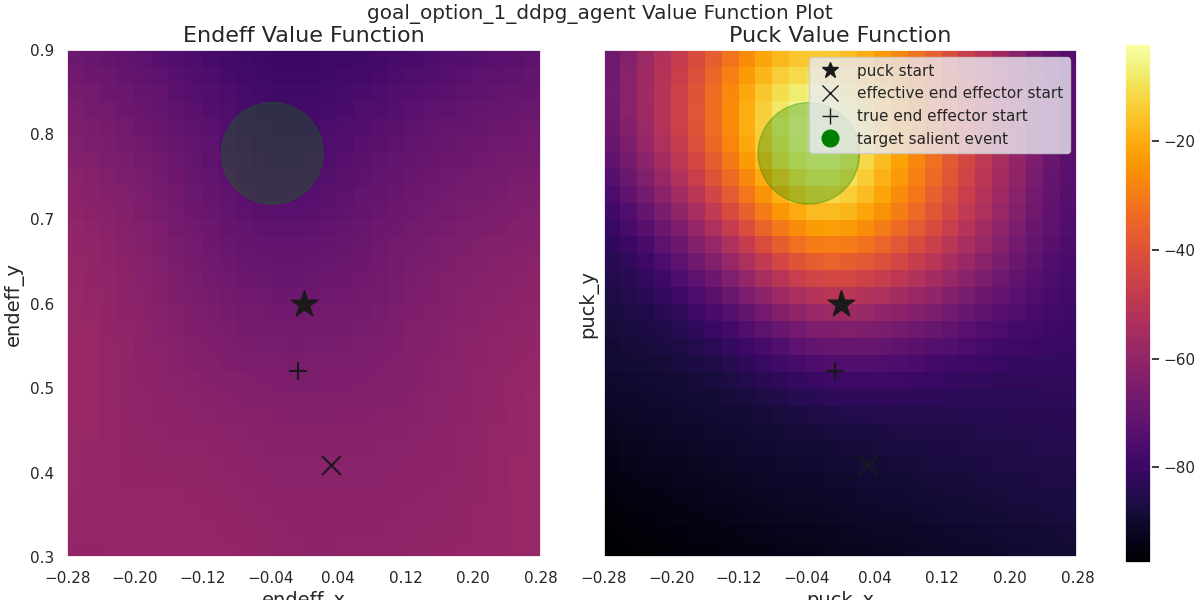 goal_option_1_ddpg_agent Value Function Plot
Endeff Value Function
Puck Value Function
0.9
0.8
0.7
0.6
0.5
0.4
0.3
endeff_y
−0.28 −0.20 −0.12 −0.04 0.04 0.12 0.20 0.28
endeff_x
puck_y
puck start
effective end effector start
true end effector start
target salient event
−0.28 −0.20 −0.12 −0.04 0.04 0.12 0.20 0.28
puck_x
−20
−40
−60
−80